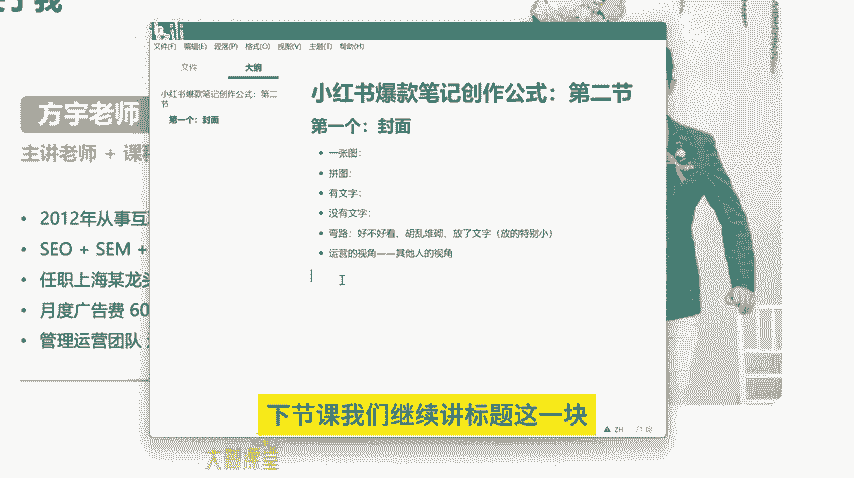 于我
bili
文件(F) 编辑(E) 段落(P) 格式(O) 视图(V) 主题(T) 帮助(H)
文件 大纲
小红书爆款笔记创作公式：第二节
第一个：封面
小红书爆款笔记创作公式：第二节
第一个：封面
一张图；
拼图；
有文字；
没有文字；
弯路：好不好看、胡乱堆砌、放了文字（放的特别小）
运营的视角——其他人的视角
方宇老师
主讲老师 + 课
2012年从事互
SEO + SEM +
任职上海某龙头
月度广告费 60
管理运营团队
下节课我们继续讲标题这一块
ZH